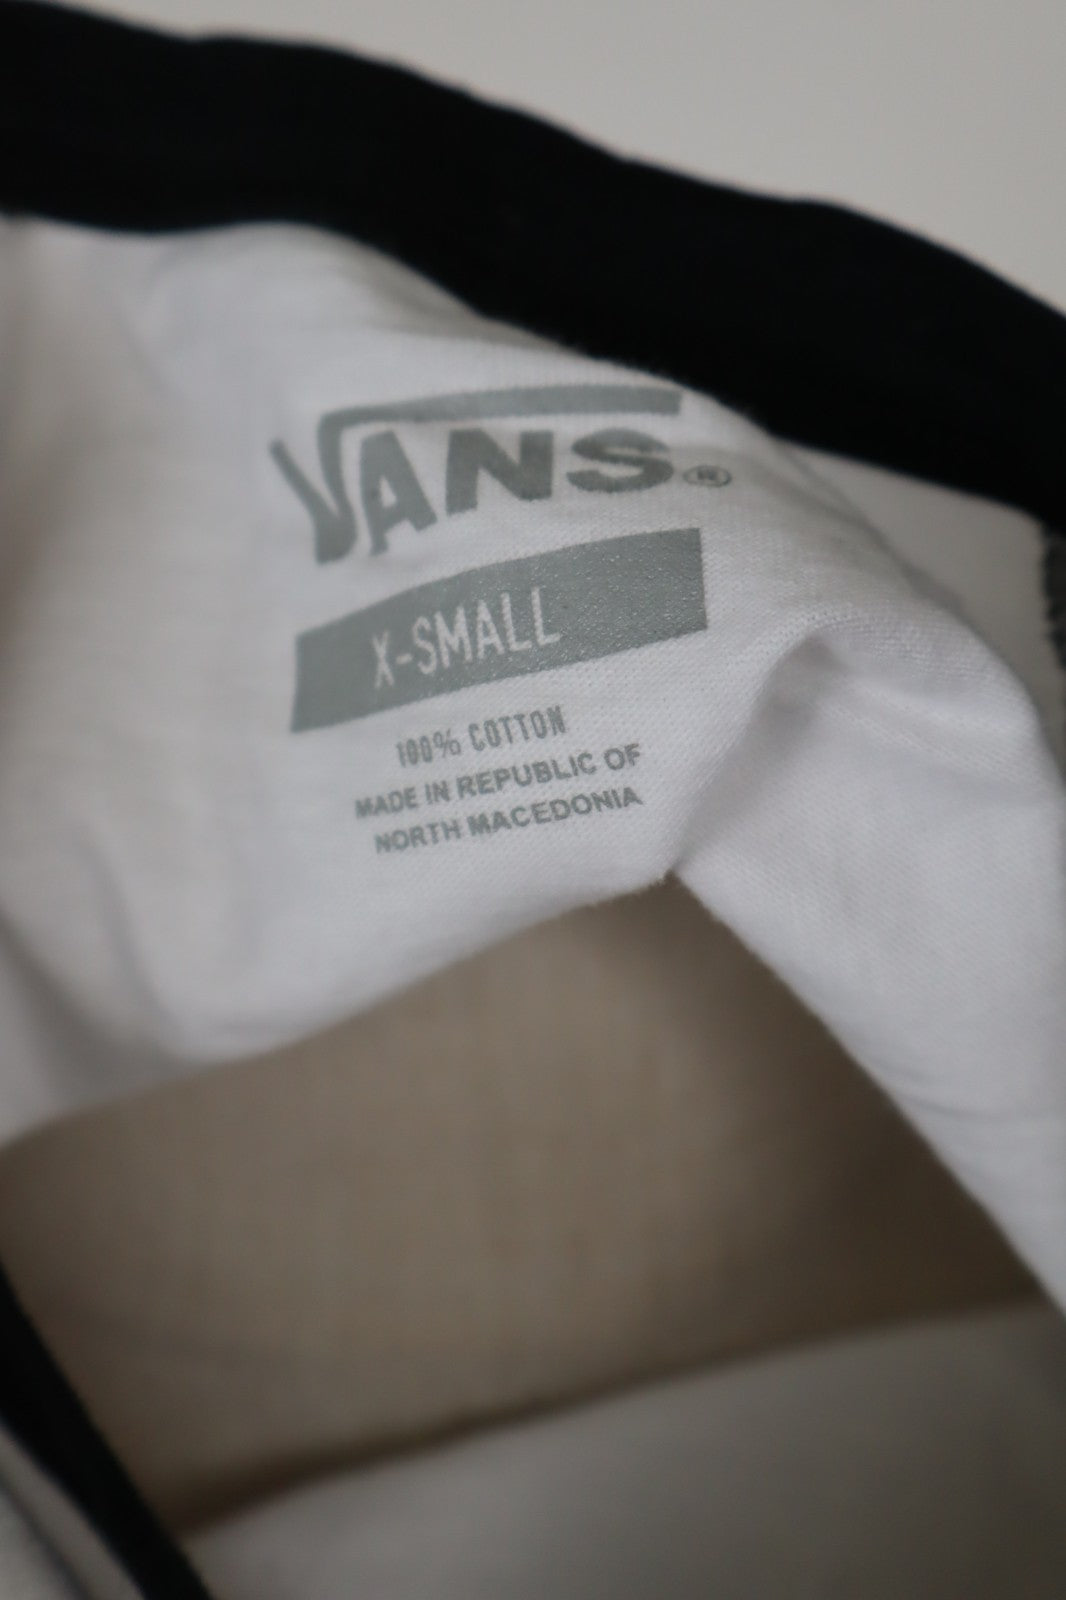 VANS®
X-SMALL
100% COTTON
MADE IN REPUBLIC OF
NORTH MACEDONIA